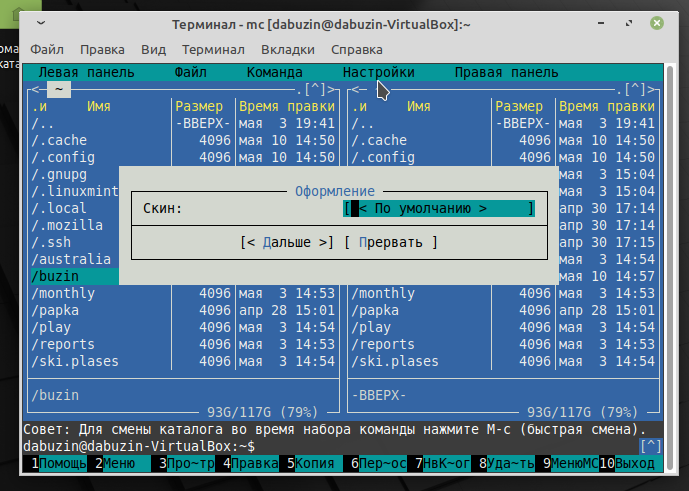 Терминал - mc [dabuzin@dabuzin-VirtualBox]:~
Файл Правка Вид Терминал Вкладки Справка
Левая панель Файл Команда Настройки Правая панель
<─ ~ .[^]> <─ .[^]>
.и Имя Размер Время правки .и Имя Размер Время правки
/.. -ВВЕРХ- мая 3 19:41 /.. -ВВЕРХ- мая 3 19:41
/.cache 4096 мая 10 14:50 /.cache 4096 мая 10 14:50
/.config 4096 мая 10 14:50 /.config 4096 мая 10 14:50
/.gnupg мая 3 15:04
/.linuxmint мая 3 15:04
/.local апр 30 17:14
/.mozilla апр 30 17:14
/.ssh апр 30 17:15
/australia мая 3 14:54
/buzin мая 10 14:57
Оформление
Скин: [ < По умолчанию > ]
[< Дальше >] [ Прервать ]
/monthly 4096 мая 3 14:53 /monthly 4096 мая 3 14:53
/papka 4096 апр 28 15:01 /papka 4096 апр 28 15:01
/play 4096 мая 3 14:54 /play 4096 мая 3 14:54
/reports 4096 мая 3 14:53 /reports 4096 мая 3 14:53
/ski.plases 4096 мая 3 14:54 /ski.plases 4096 мая 3 14:54
/buzin -ВВЕРХ-
93G/117G (79%) 93G/117G (79%)
Совет: Для смены каталога во время набора команды нажмите M-c (быстрая смена).
dabuzin@dabuzin-VirtualBox:~$ [^]
1Помощь 2Меню 3Про~тр 4Правка 5Копия 6Пер~ос 7НвК~ог 8Уда~ть 9МенюMC 10Выход